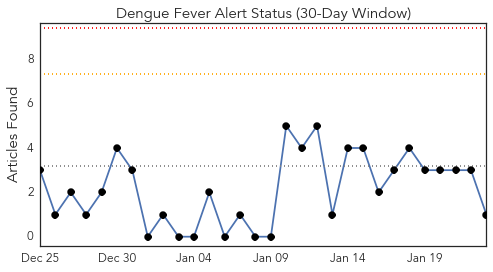 Dengue Fever Alert Status (30-Day Window)
Articles Found
8
6
4
2
0
Dec 25 Dec 30 Jan 04 Jan 09 Jan 14 Jan 19